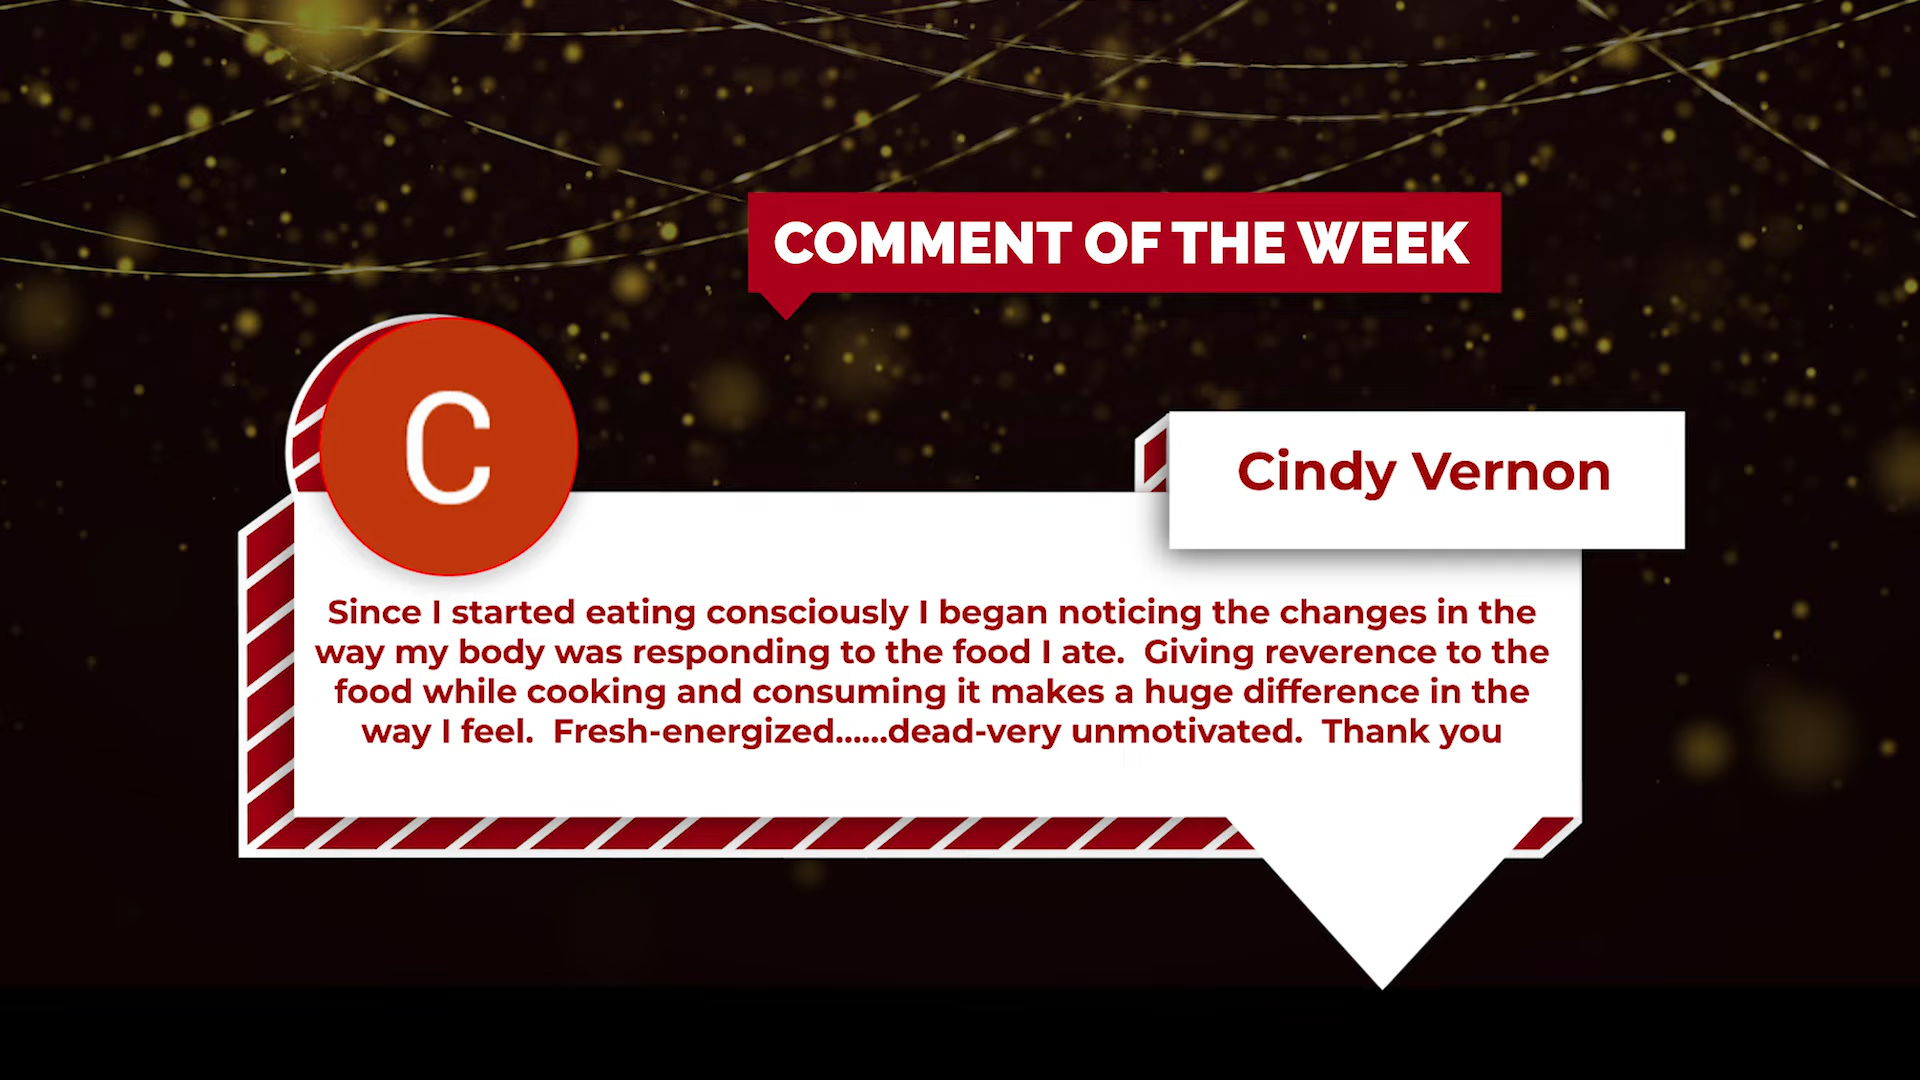 COMMENT OF THE WEEK
C
Cindy Vernon
Since I started eating consciously I began noticing the changes in the
way my body was responding to the food I ate.  Giving reverence to the
food while cooking and consuming it makes a huge difference in the
way I feel.  Fresh-energized......dead-very unmotivated.  Thank you